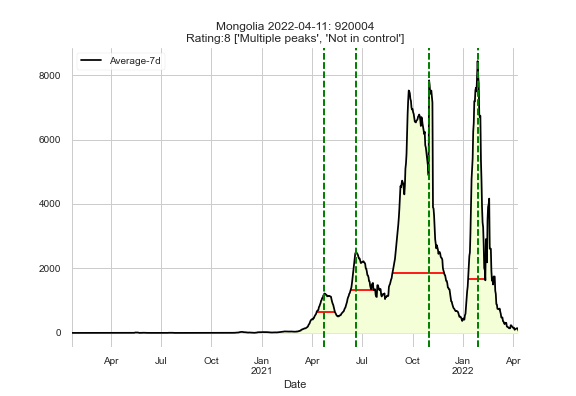 Mongolia 2022-04-11: 920004
Rating:8 ['Multiple peaks', 'Not in control']
Average-7d
8000
6000
4000
2000
0
Apr Jul Oct Jan Apr Jul Oct Jan Apr
2021 2022
Date